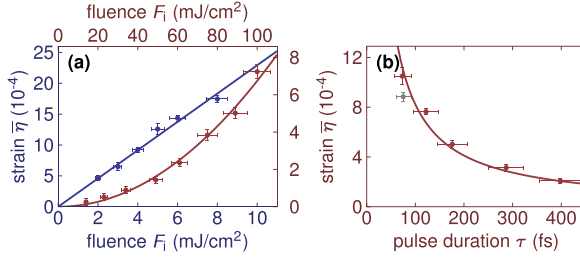 fluence Fi (mJ/cm²)
0 20 40 60 80 100
(a)
strain η̅ (10⁻⁴)
25
20
15
10
5
0
8
6
4
2
0
0 2 4 6 8 10
fluence Fi (mJ/cm²)
(b)
strain η̅ (10⁻⁴)
12
8
4
0
0 100 200 300 400
pulse duration τ (fs)